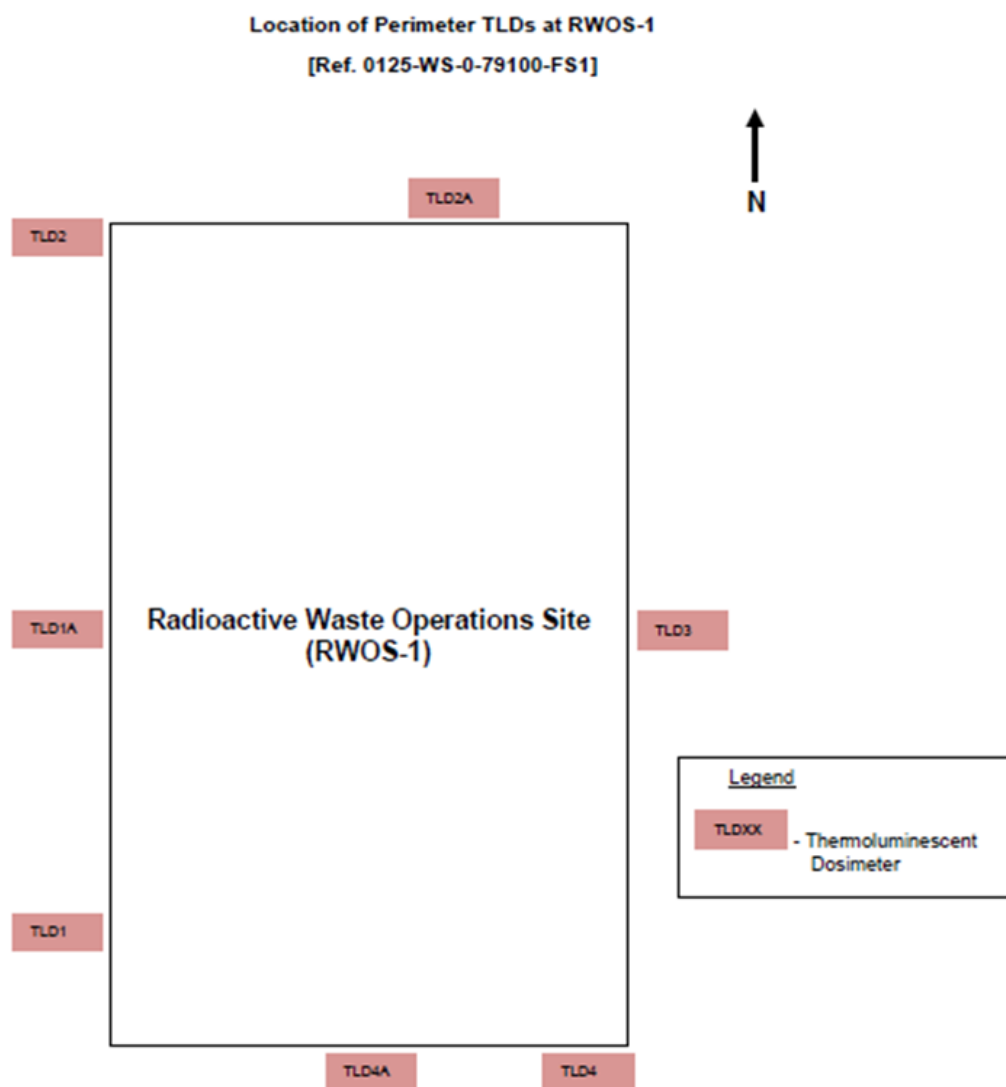 Location of Perimeter TLDs at RWOS-1
[Ref. 0125-WS-0-79100-FS1]
N
TLD2A
TLD2
TLD1A
Radioactive Waste Operations Site
(RWOS-1)
TLD3
Legend
TLDXX
- Thermoluminescent
Dosimeter
TLD1
TLD4A
TLD4